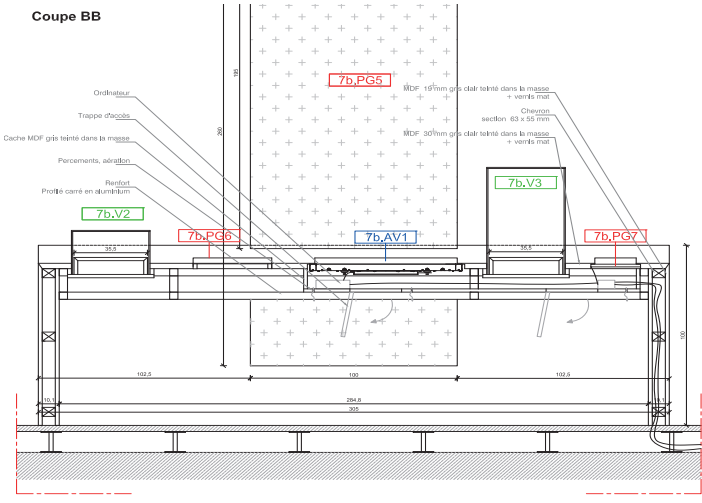 Coupe BB
195
260
7b.PG5
Ordinateur
Trappe d'accès
Cache MDF gris teinté dans la masse
Percements, aération
Renfort
Profilé carré en aluminium
MDF 19 mm gris clair teinté dans la masse
+ vernis mat
Chevron
section 63 x 55 mm
MDF 30 mm gris clair teinté dans la masse
+ vernis mat
7b.V2
7b.PG6
7b.AV1
7b.V3
7b.PG7
35,5
35,5
100
102,5
100
102,5
10,1
284,8
10,1
305